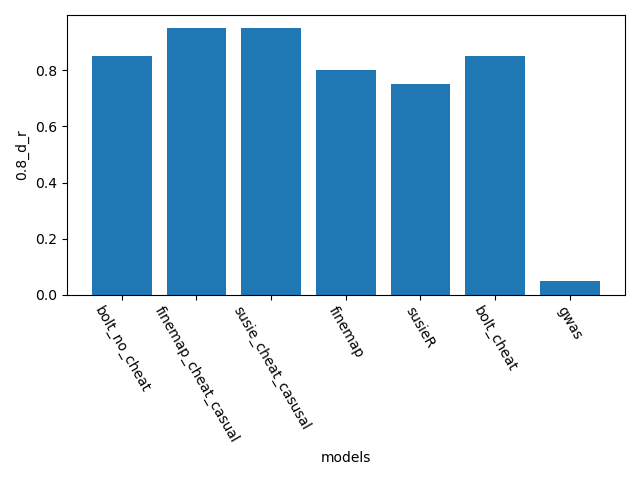 0.8_d_r
0.8
0.6
0.4
0.2
0.0
bolt_no_cheat
finemap_cheat_casual
susie_cheat_casusal
finemap
susieR
bolt_cheat
gwas
models